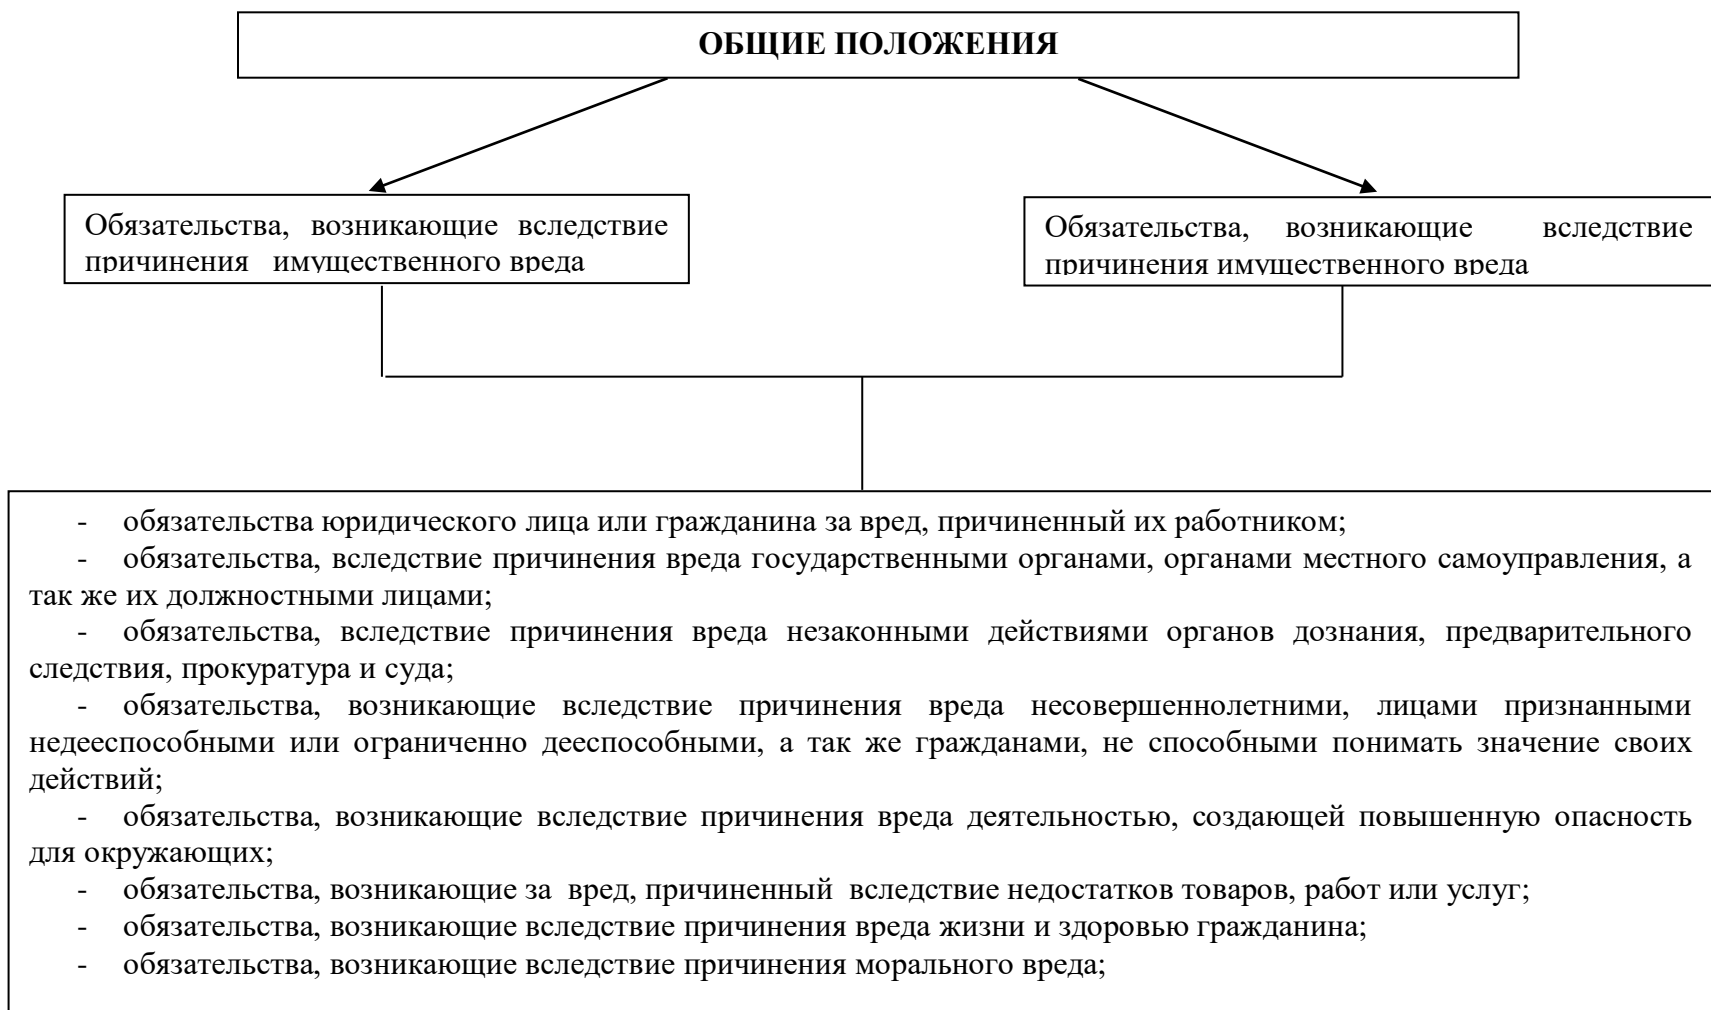 ОБЩИЕ ПОЛОЖЕНИЯ
Обязательства, возникающие вследствие
причинения имущественного вреда
Обязательства, возникающие вследствие
причинения имущественного вреда
- обязательства юридического лица или гражданина за вред, причиненный их работником;
- обязательства, вследствие причинения вреда государственными органами, органами местного самоуправления, а
так же их должностными лицами;
- обязательства, вследствие причинения вреда незаконными действиями органов дознания, предварительного
следствия, прокуратура и суда;
- обязательства, возникающие вследствие причинения вреда несовершеннолетними, лицами признанными
недееспособными или ограниченно дееспособными, а так же гражданами, не способными понимать значение своих
действий;
- обязательства, возникающие вследствие причинения вреда деятельностью, создающей повышенную опасность
для окружающих;
- обязательства, возникающие за вред, причиненный вследствие недостатков товаров, работ или услуг;
- обязательства, возникающие вследствие причинения вреда жизни и здоровью гражданина;
- обязательства, возникающие вследствие причинения морального вреда;